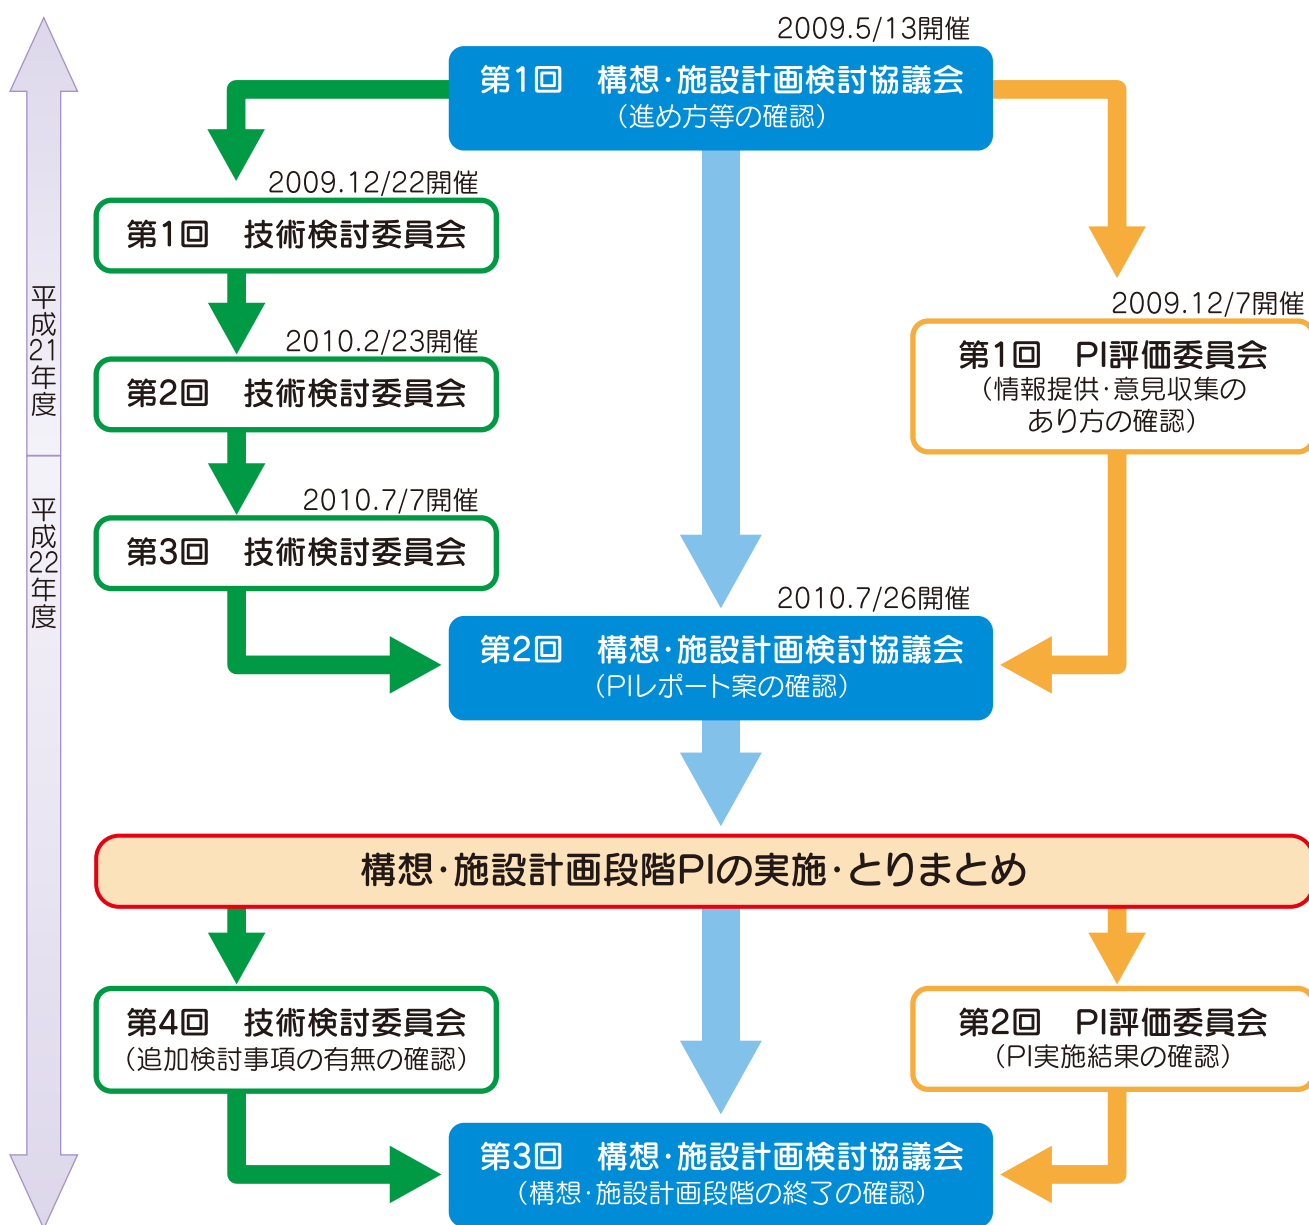 2009.5/13開催
第1回　構想・施設計画検討協議会
（進め方等の確認）
2009.12/22開催
第1回　技術検討委員会
2009.12/7開催
第1回　PI評価委員会
（情報提供・意見収集の
あり方の確認）
平成21年度
2010.2/23開催
第2回　技術検討委員会
平成22年度
2010.7/7開催
第3回　技術検討委員会
2010.7/26開催
第2回　構想・施設計画検討協議会
（PIレポート案の確認）
構想・施設計画段階PIの実施・とりまとめ
第4回　技術検討委員会
（追加検討事項の有無の確認）
第2回　PI評価委員会
（PI実施結果の確認）
第3回　構想・施設計画検討協議会
（構想・施設計画段階の終了の確認）